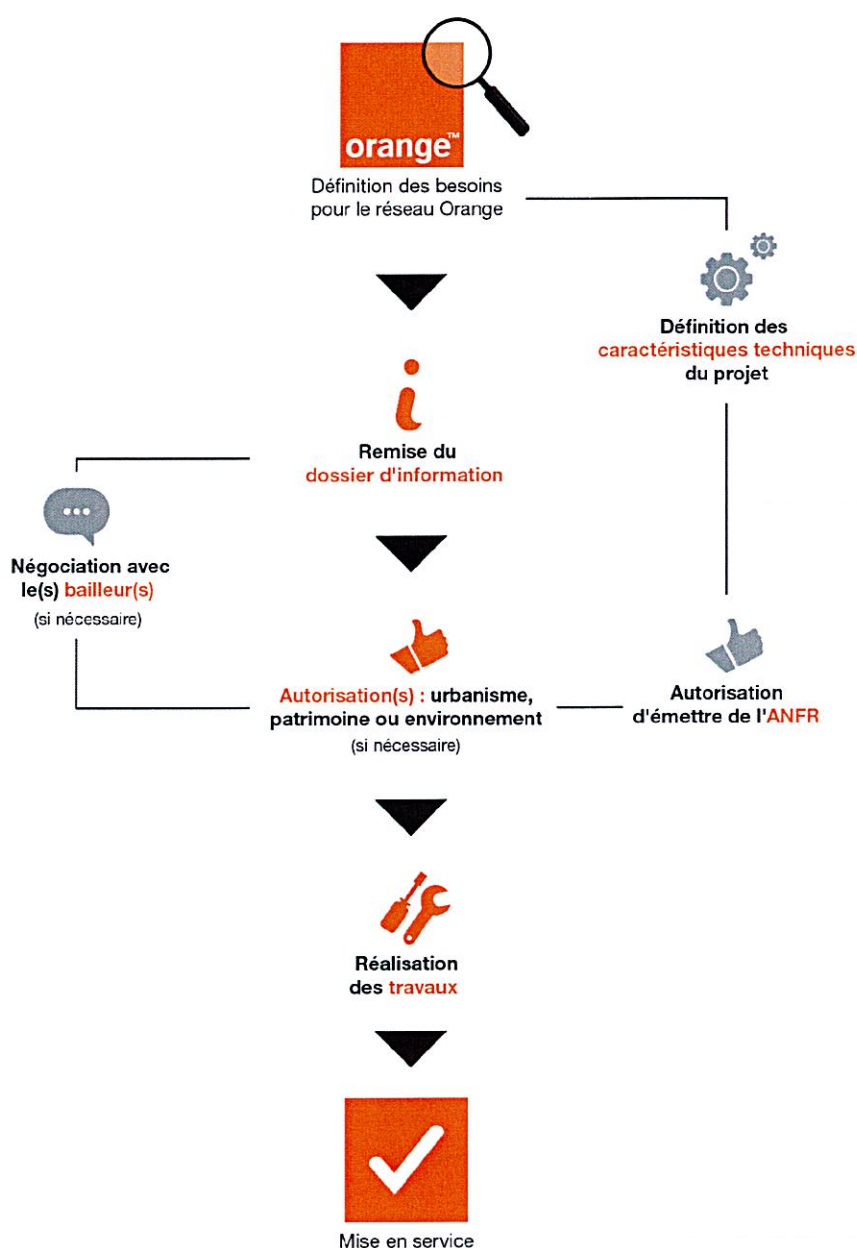 orange™
Définition des besoins
pour le réseau Orange
Définition des
caractéristiques techniques
du projet
Remise du
dossier d'information
Négociation avec
le(s) bailleur(s)
(si nécessaire)
Autorisation(s) : urbanisme,
patrimoine ou environnement
(si nécessaire)
Autorisation
d'émettre de l'ANFR
Réalisation
des travaux
Mise en service